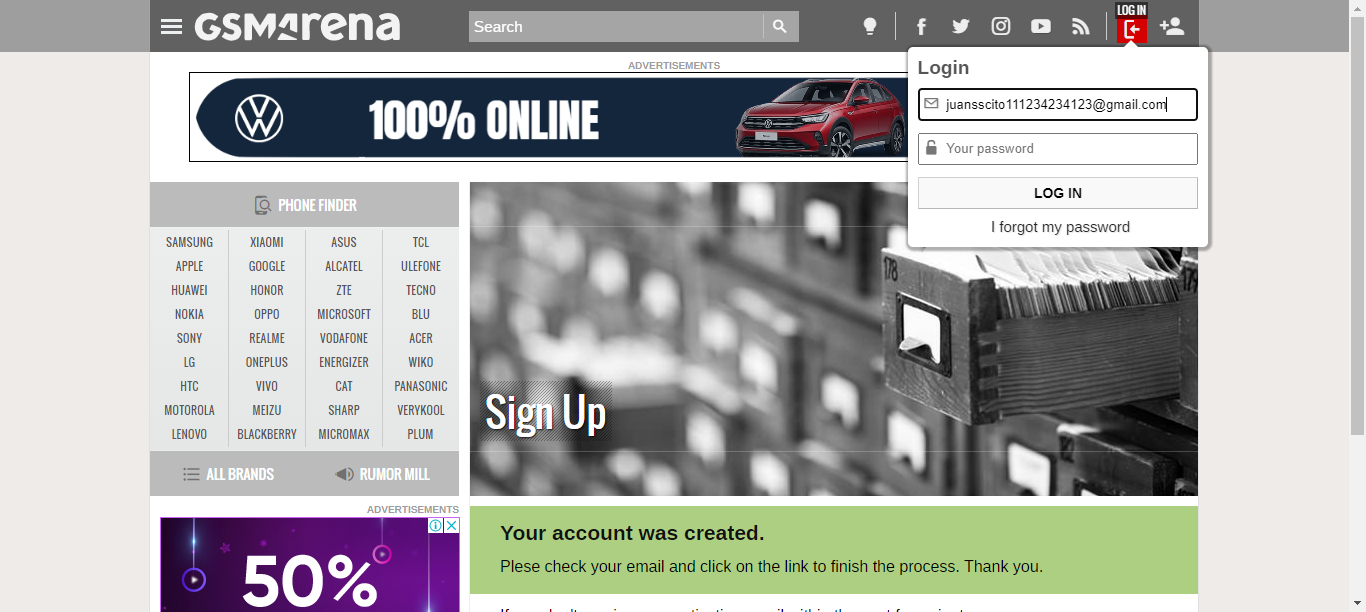 GSMArena
Search
LOG IN
ADVERTISEMENTS
100% ONLINE
Login
juansscito111234234123@gmail.com
Your password
LOG IN
I forgot my password
PHONE FINDER
SAMSUNG XIAOMI ASUS TCL
APPLE GOOGLE ALCATEL ULEFONE
HUAWEI HONOR ZTE TECNO
NOKIA OPPO MICROSOFT BLU
SONY REALME VODAFONE ACER
LG ONEPLUS ENERGIZER WIKO
HTC VIVO CAT PANASONIC
MOTOROLA MEIZU SHARP VERYKOOL
LENOVO BLACKBERRY MICROMAX PLUM
ALL BRANDS RUMOR MILL
178
Sign Up
ADVERTISEMENTS
50%
Your account was created.
Plese check your email and click on the link to finish the process. Thank you.